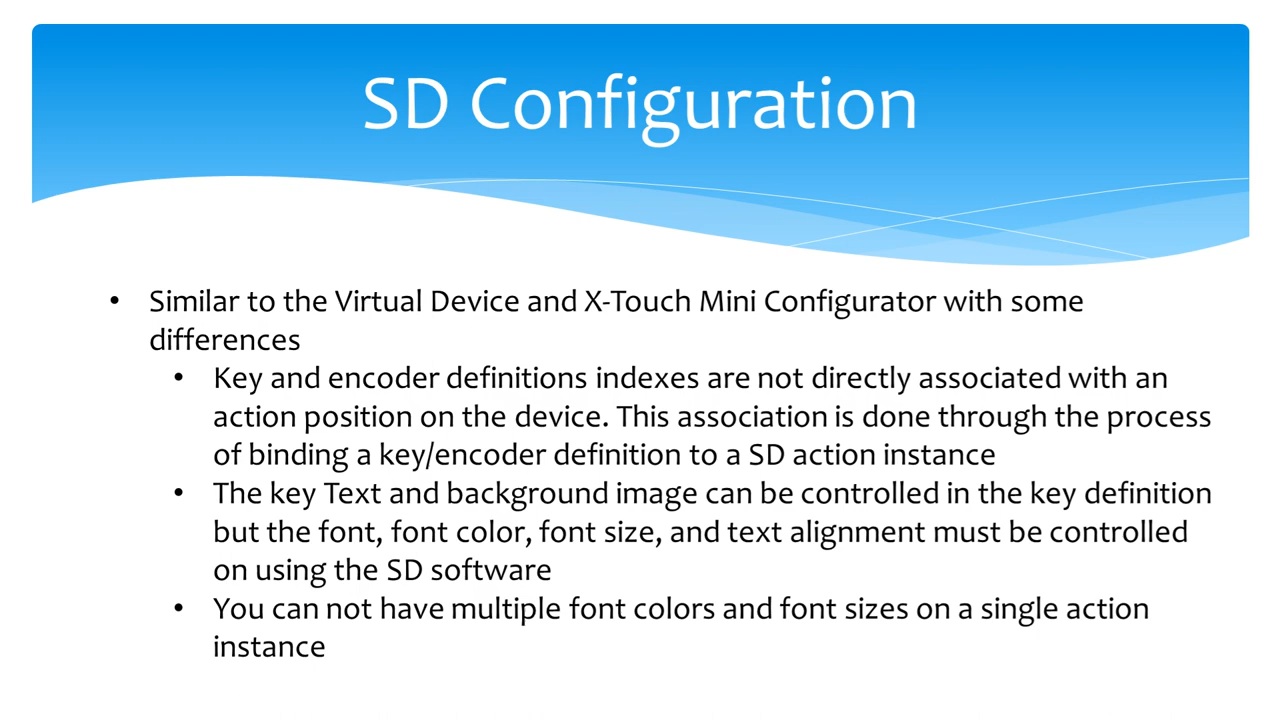 SD Configuration
• Similar to the Virtual Device and X-Touch Mini Configurator with some
differences
• Key and encoder definitions indexes are not directly associated with an
action position on the device. This association is done through the process
of binding a key/encoder definition to a SD action instance
• The key Text and background image can be controlled in the key definition
but the font, font color, font size, and text alignment must be controlled
on using the SD software
• You can not have multiple font colors and font sizes on a single action
instance